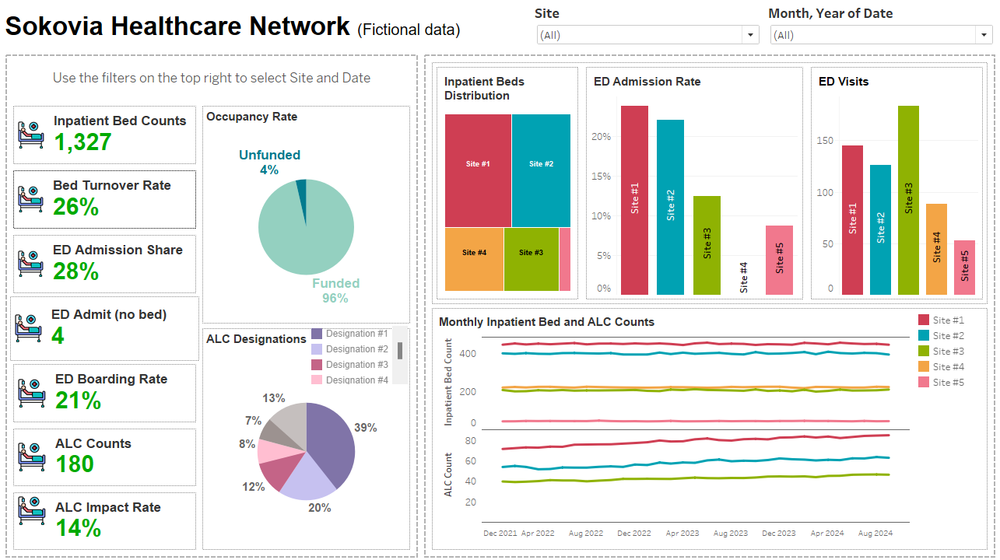 Sokovia Healthcare Network (Fictional data)
Site
(All)
Month, Year of Date
(All)
Use the filters on the top right to select Site and Date
Inpatient Bed Counts
1,327
Bed Turnover Rate
26%
ED Admission Share
28%
ED Admit (no bed)
4
ED Boarding Rate
21%
ALC Counts
180
ALC Impact Rate
14%
Occupancy Rate
Unfunded
4%
Funded
96%
ALC Designations
Designation #1
Designation #2
Designation #3
Designation #4
13%
7%
8%
12%
20%
39%
Inpatient Beds
Distribution
Site #1
Site #2
Site #4
Site #3
ED Admission Rate
20%
15%
10%
5%
0%
Site #1
Site #2
Site #3
Site #4
Site #5
ED Visits
150
100
50
0
Site #1
Site #2
Site #3
Site #4
Site #5
Monthly Inpatient Bed and ALC Counts
Inpatient Bed Count
400
200
0
ALC Count
80
60
40
20
Dec 2021
Apr 2022
Aug 2022
Dec 2022
Apr 2023
Aug 2023
Dec 2023
Apr 2024
Aug 2024
Site #1
Site #2
Site #3
Site #4
Site #5